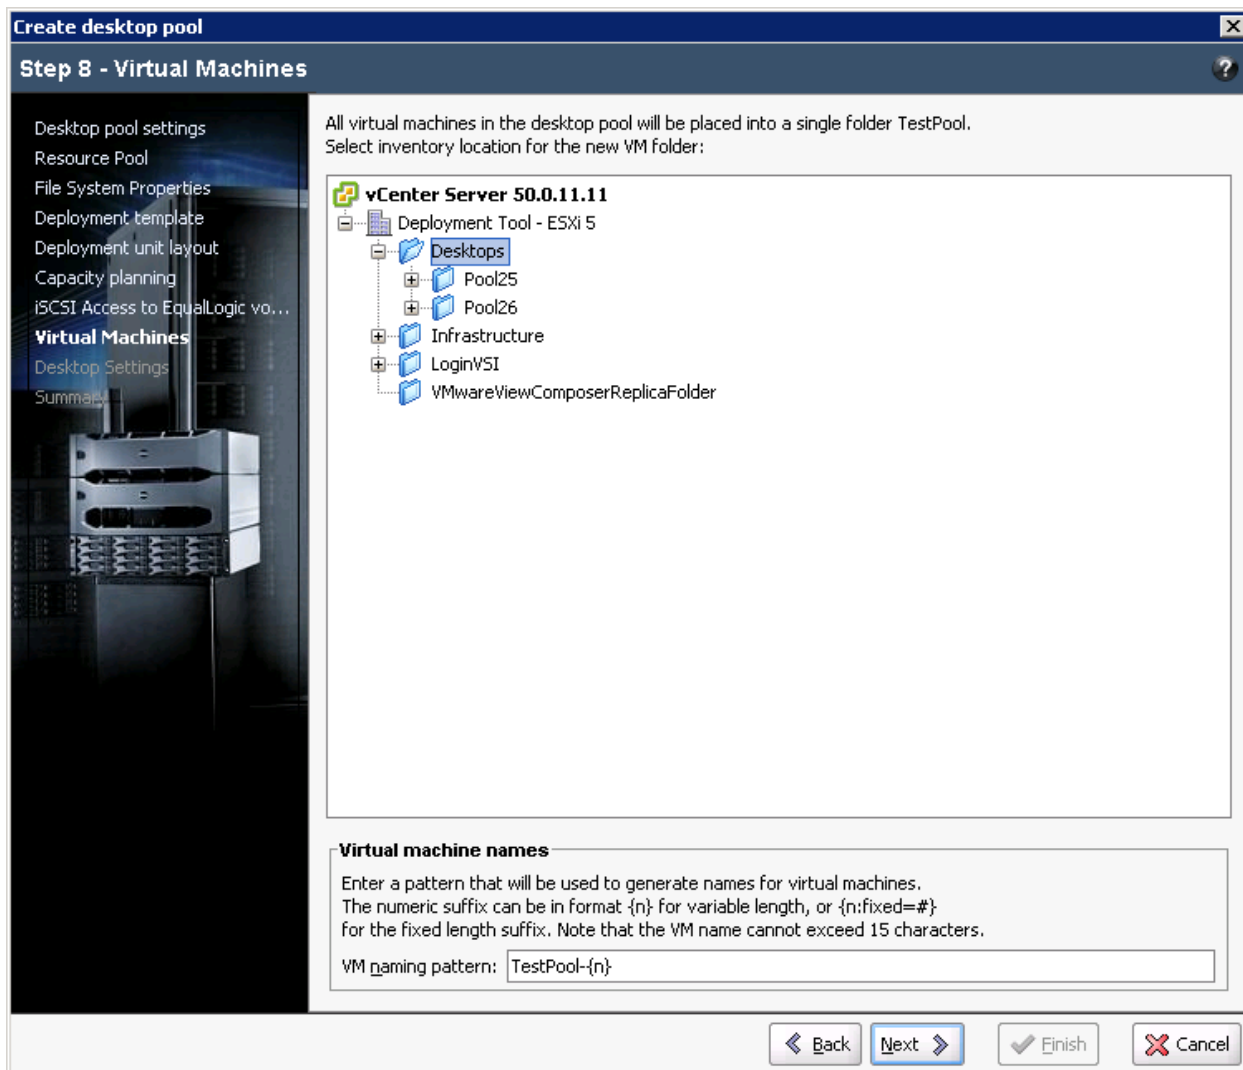 Create desktop pool
Step 8 - Virtual Machines
Desktop pool settings
Resource Pool
File System Properties
Deployment template
Deployment unit layout
Capacity planning
iSCSI Access to EqualLogic vo...
Virtual Machines
Desktop Settings
Summary
All virtual machines in the desktop pool will be placed into a single folder TestPool.
Select inventory location for the new VM folder:
vCenter Server 50.0.11.11
Deployment Tool - ESXi 5
Desktops
Pool25
Pool26
Infrastructure
LoginVSI
VMwareViewComposerReplicaFolder
Virtual machine names
Enter a pattern that will be used to generate names for virtual machines.
The numeric suffix can be in format {n} for variable length, or {n:fixed=#}
for the fixed length suffix. Note that the VM name cannot exceed 15 characters.
VM naming pattern: TestPool-{n}
Back Next Finish Cancel